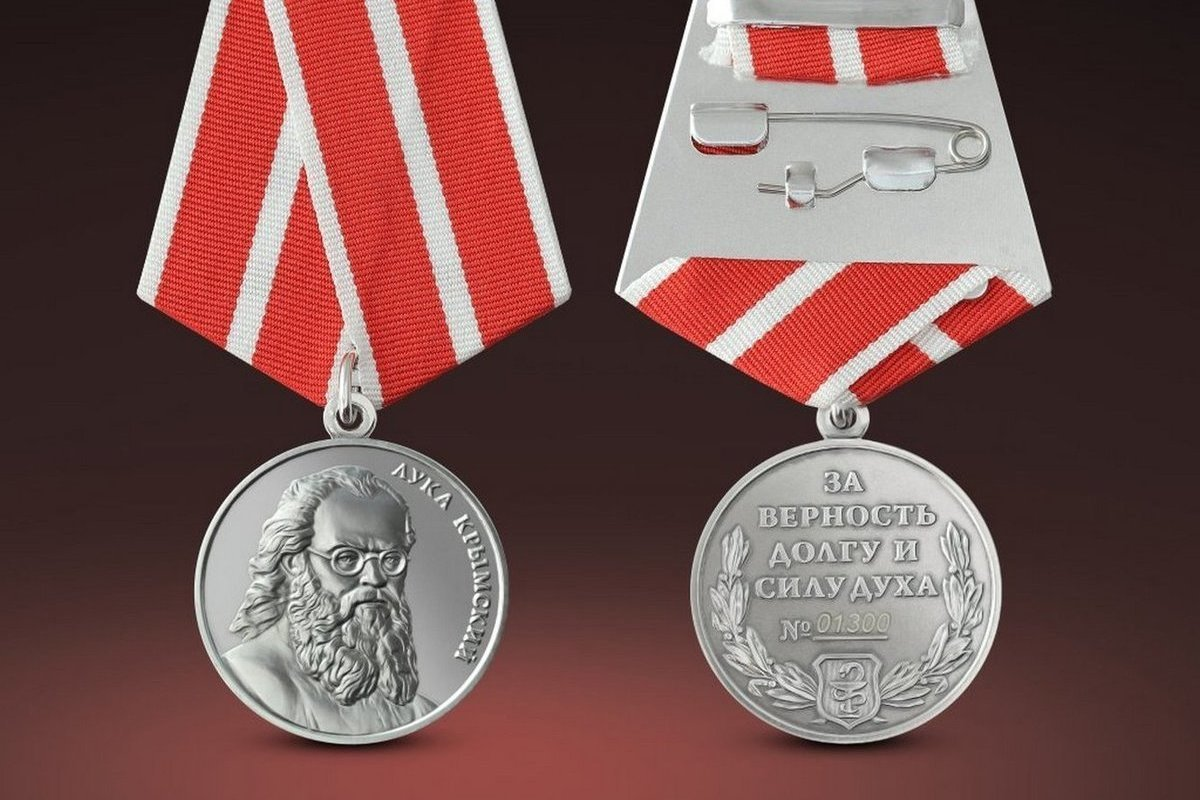 ЛУКА КРЫМСКИЙ
ЗА
ВЕРНОСТЬ
ДОЛГУ И
СИЛУ ДУХА
№ 01300